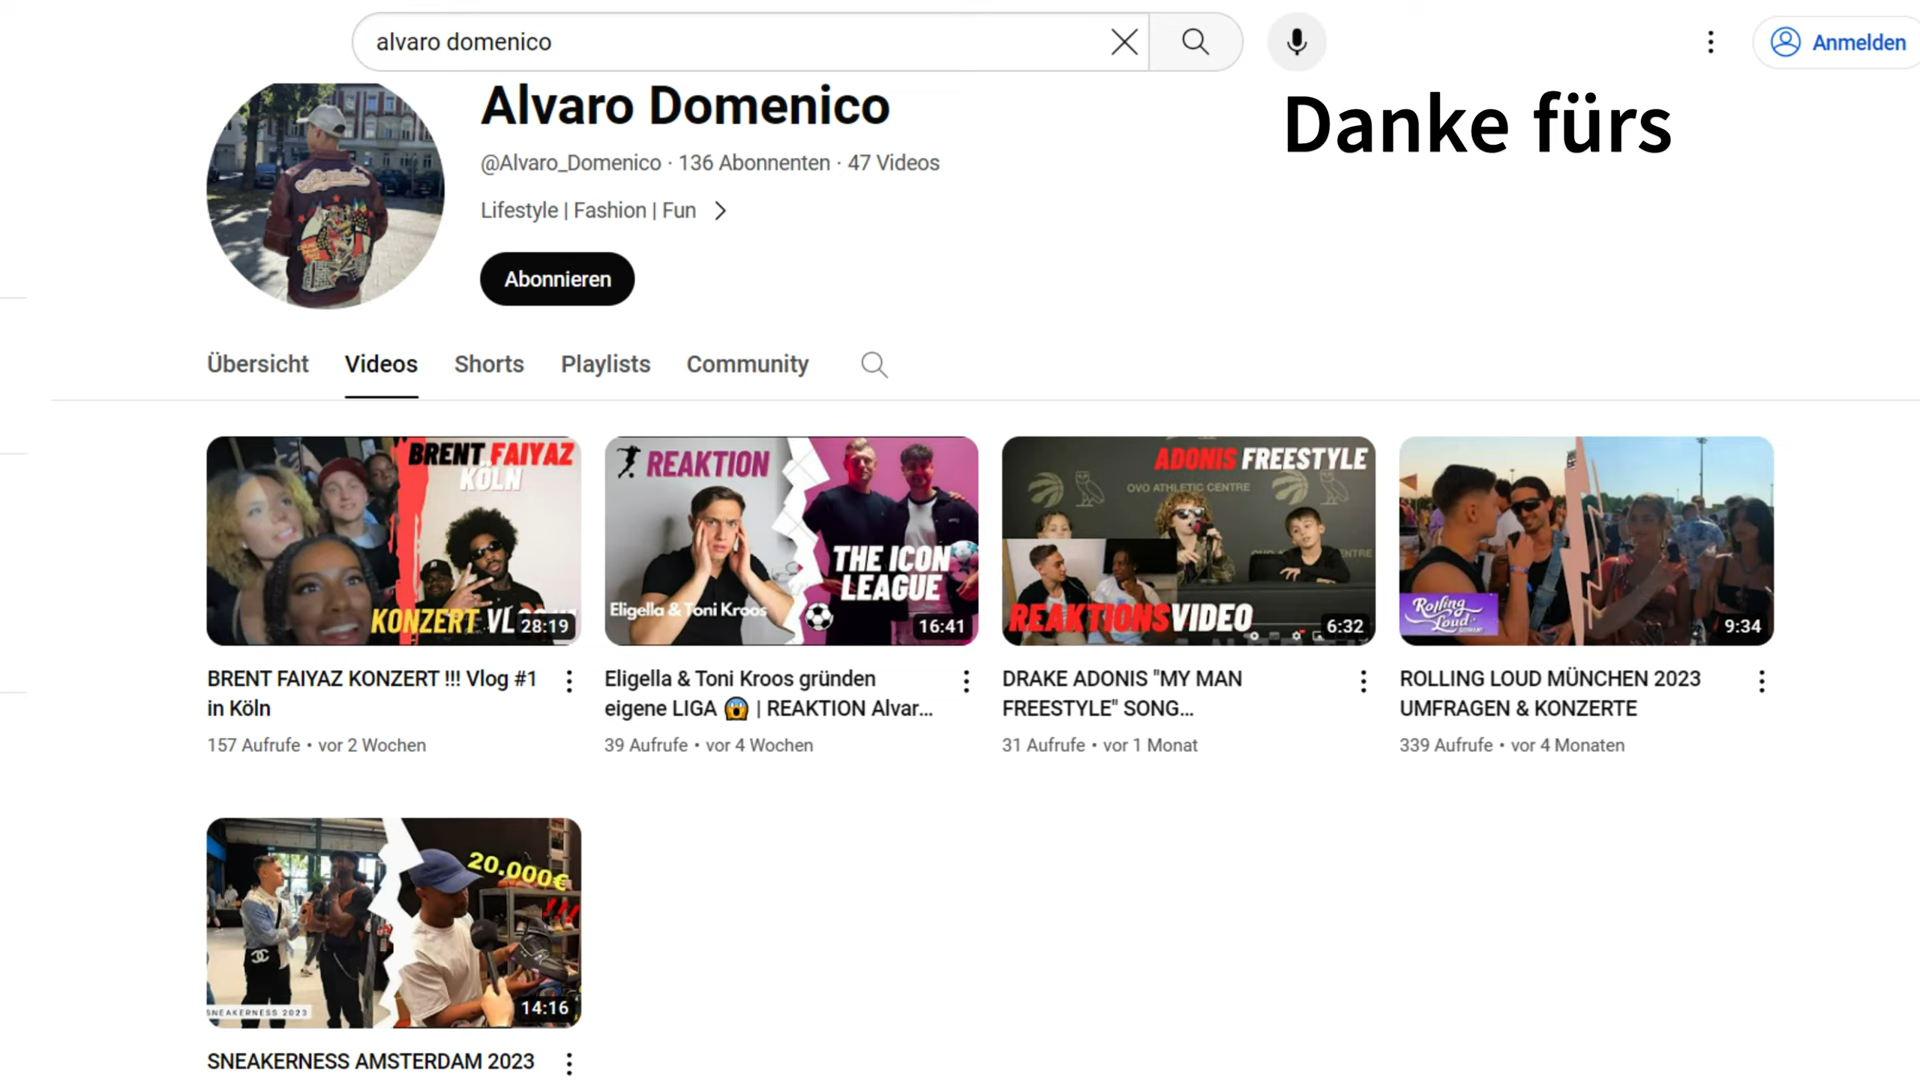 alvaro domenico
Anmelden
Alvaro Domenico
Danke fürs
@Alvaro_Domenico · 136 Abonnenten · 47 Videos
Lifestyle | Fashion | Fun
Abonnieren
Übersicht Videos Shorts Playlists Community
BRENT FAIYAZ
KÖLN
KONZERT VL
28:19
REAKTION
THE ICON
LEAGUE
Eligella & Toni Kroos
16:41
ADONIS FREESTYLE
OVO ATHLETIC CENTRE
REAKTIONSVIDEO
6:32
Rolling
Loud
9:34
BRENT FAIYAZ KONZERT !!! Vlog #1
in Köln
157 Aufrufe • vor 2 Wochen
Eligella & Toni Kroos gründen
eigene LIGA 😱 | REAKTION Alvar...
39 Aufrufe • vor 4 Wochen
DRAKE ADONIS "MY MAN
FREESTYLE" SONG...
31 Aufrufe • vor 1 Monat
ROLLING LOUD MÜNCHEN 2023
UMFRAGEN & KONZERTE
339 Aufrufe • vor 4 Monaten
20.000€
!!!
SNEAKERNESS 2023
14:16
SNEAKERNESS AMSTERDAM 2023